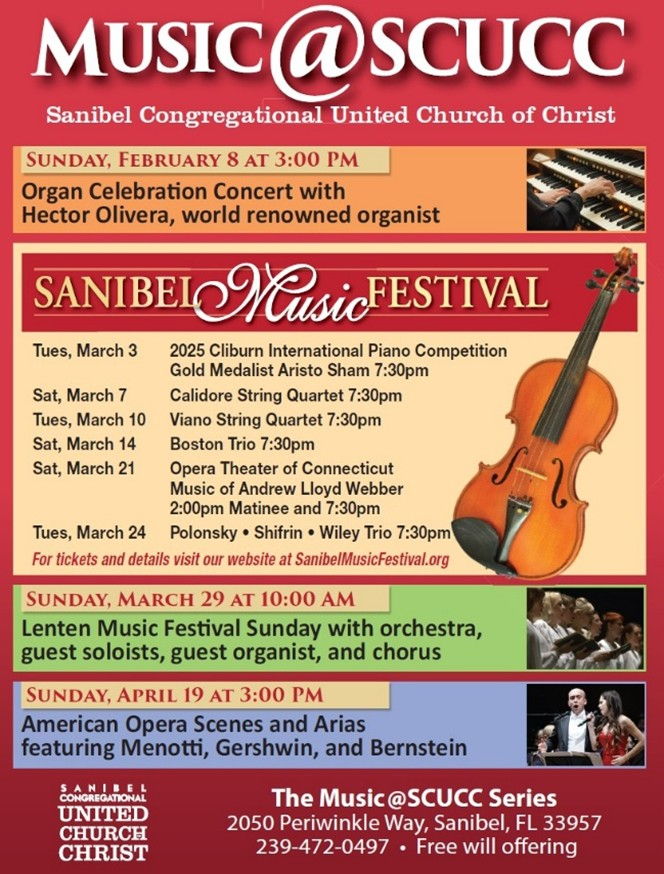 MUSIC@SCUCC
Sanibel Congregational United Church of Christ
SUNDAY, FEBRUARY 8 AT 3:00 PM
Organ Celebration Concert with
Hector Olivera, world renowned organist
SANIBEL Music FESTIVAL
Tues, March 3 2025 Cliburn International Piano Competition
Gold Medalist Aristo Sham 7:30pm
Sat, March 7 Calidore String Quartet 7:30pm
Tues, March 10 Viano String Quartet 7:30pm
Sat, March 14 Boston Trio 7:30pm
Sat, March 21 Opera Theater of Connecticut
Music of Andrew Lloyd Webber
2:00pm Matinee and 7:30pm
Tues, March 24 Polonsky • Shifrin • Wiley Trio 7:30pm
For tickets and details visit our website at SanibelMusicFestival.org
SUNDAY, MARCH 29 AT 10:00 AM
Lenten Music Festival Sunday with orchestra,
guest soloists, guest organist, and chorus
SUNDAY, APRIL 19 AT 3:00 PM
American Opera Scenes and Arias
featuring Menotti, Gershwin, and Bernstein
SANIBEL
CONGREGATIONAL
UNITED
CHURCH
CHRIST
The Music@SCUCC Series
2050 Periwinkle Way, Sanibel, FL 33957
239-472-0497 • Free will offering